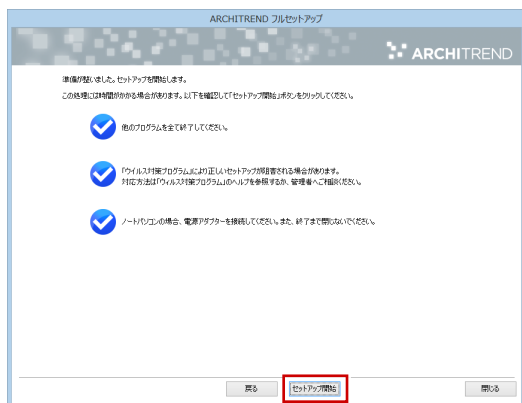 ARCHITREND フルセットアップ
ARCHITREND
準備が整いました。セットアップを開始します。
この処理には時間がかかる場合があります。以下を確認して「セットアップ開始」ボタンをクリックしてください。
他のプログラムを全て終了してください。
「ウイルス対策プログラム」により正しいセットアップが阻害される場合があります。
対応方法は「ウィルス対策プログラム」のヘルプを参照するか、管理者へご相談ください。
ノートパソコンの場合、電源アダプターを接続してください。また、終了まで閉じないでください。
戻る
セットアップ開始
閉じる